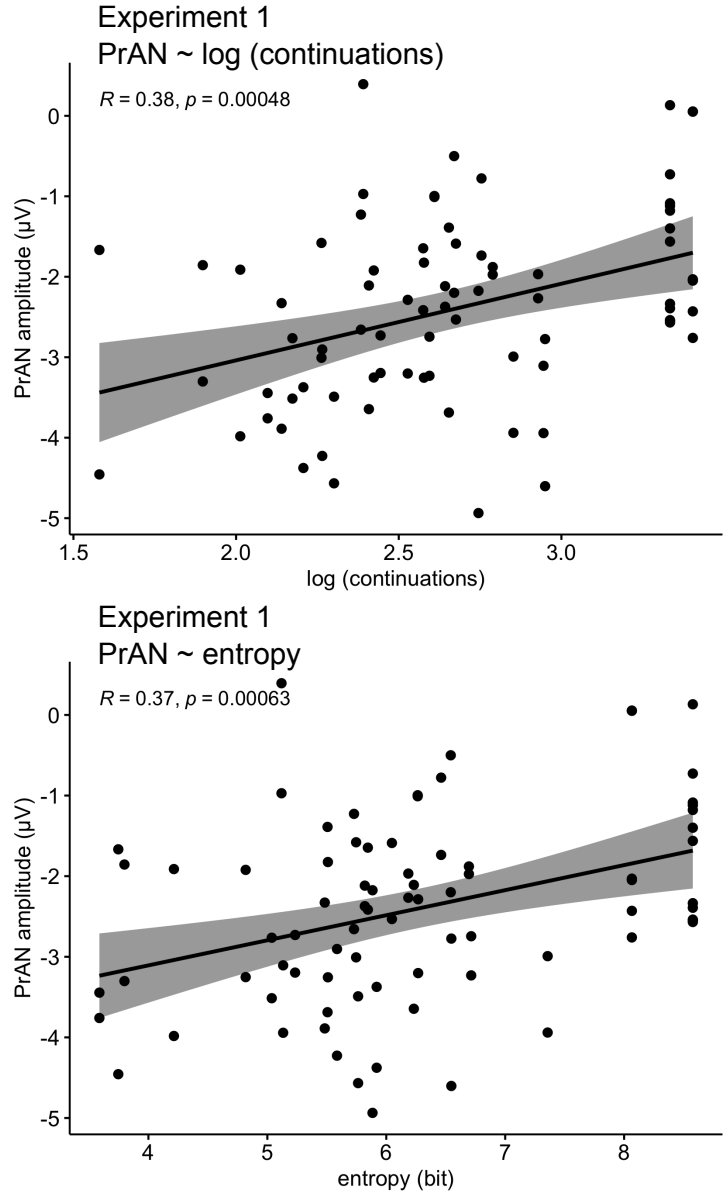 Experiment 1
PrAN ~ log (continuations)
R = 0.38, p = 0.00048
0
-1
-2
-3
-4
-5
PrAN amplitude (µV)
1.5 2.0 2.5 3.0
log (continuations)
Experiment 1
PrAN ~ entropy
R = 0.37, p = 0.00063
0
-1
-2
-3
-4
-5
PrAN amplitude (µV)
4 5 6 7 8
entropy (bit)